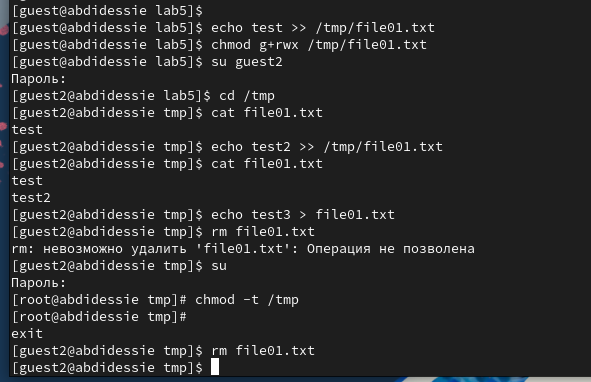 [guest@abdidessie lab5]$
[guest@abdidessie lab5]$ echo test >> /tmp/file01.txt
[guest@abdidessie lab5]$ chmod g+rwx /tmp/file01.txt
[guest@abdidessie lab5]$ su guest2
Пароль:
[guest2@abdidessie lab5]$ cd /tmp
[guest2@abdidessie tmp]$ cat file01.txt
test
[guest2@abdidessie tmp]$ echo test2 >> /tmp/file01.txt
[guest2@abdidessie tmp]$ cat file01.txt
test
test2
[guest2@abdidessie tmp]$ echo test3 > file01.txt
[guest2@abdidessie tmp]$ rm file01.txt
rm: невозможно удалить 'file01.txt': Операция не позволена
[guest2@abdidessie tmp]$ su
Пароль:
[root@abdidessie tmp]# chmod -t /tmp
[root@abdidessie tmp]#
exit
[guest2@abdidessie tmp]$ rm file01.txt
[guest2@abdidessie tmp]$